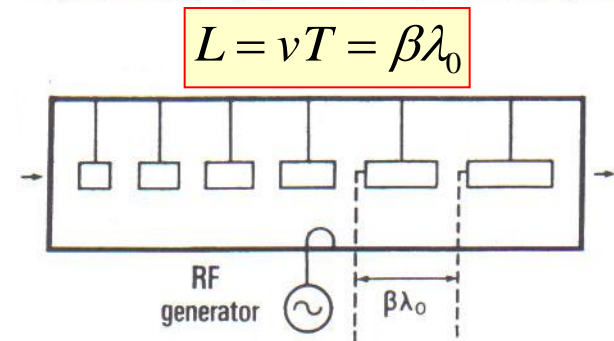 L = vT = βλ₀
RF
generator
βλ₀